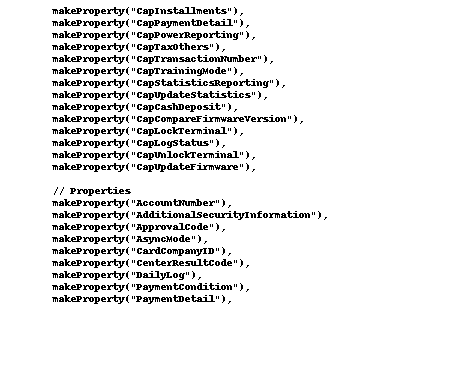 makeProperty("CapInstallments"),
makeProperty("CapPaymentDetail"),
makeProperty("CapPowerReporting"),
makeProperty("CapTaxOthers"),
makeProperty("CapTransactionNumber"),
makeProperty("CapTrainingMode"),
makeProperty("CapStatisticsReporting"),
makeProperty("CapUpdateStatistics"),
makeProperty("CapCashDeposit"),
makeProperty("CapCompareFirmwareVersion"),
makeProperty("CapLockTerminal"),
makeProperty("CapLogStatus"),
makeProperty("CapUnlockTerminal"),
makeProperty("CapUpdateFirmware"),
// Properties
makeProperty("AccountNumber"),
makeProperty("AdditionalSecurityInformation"),
makeProperty("ApprovalCode"),
makeProperty("AsyncMode"),
makeProperty("CardCompanyID"),
makeProperty("CenterResultCode"),
makeProperty("DailyLog"),
makeProperty("PaymentCondition"),
makeProperty("PaymentDetail"),